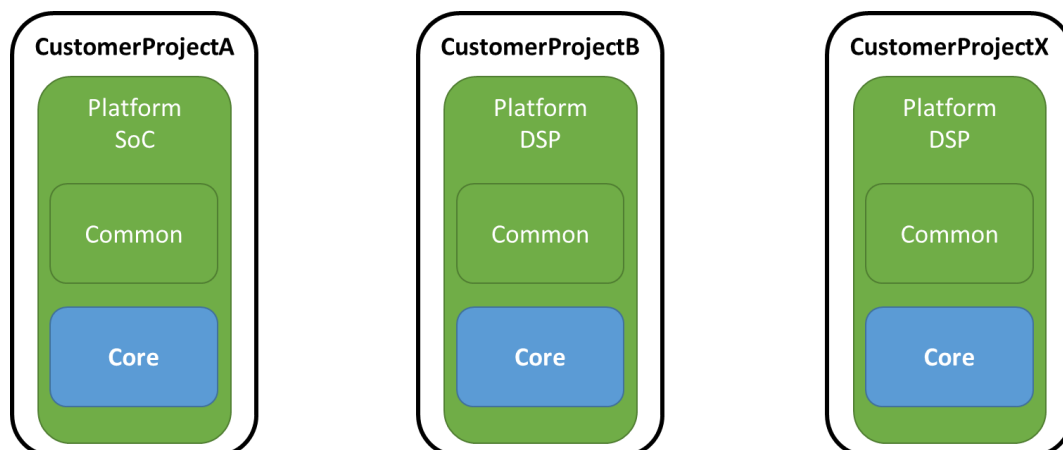 CustomerProjectA
Platform
SoC
Common
Core
CustomerProjectB
Platform
DSP
Common
Core
CustomerProjectX
Platform
DSP
Common
Core